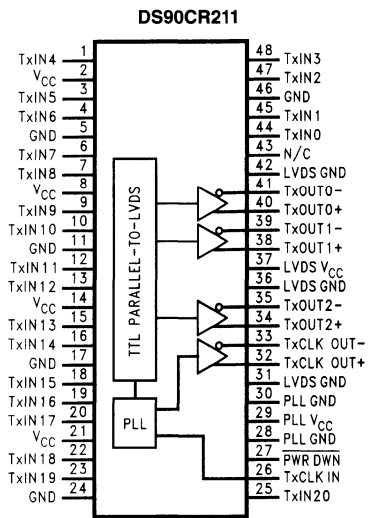 DS90CR211
TxIN4 1
VCC 2
TxIN5 3
TxIN6 4
GND 5
TxIN7 6
TxIN8 7
VCC 8
TxIN9 9
TxIN10 10
GND 11
TxIN11 12
TxIN12 13
VCC 14
TxIN13 15
TxIN14 16
GND 17
TxIN15 18
TxIN16 19
TxIN17 20
VCC 21
TxIN18 22
TxIN19 23
GND 24
TTL PARALLEL-TO-LVDS
PLL
48 TxIN3
47 TxIN2
46 GND
45 TxIN1
44 TxIN0
43 N/C
42 LVDS GND
41 TxOUT0-
40 TxOUT0+
39 TxOUT1-
38 TxOUT1+
37 LVDS VCC
36 LVDS GND
35 TxOUT2-
34 TxOUT2+
33 TxCLK OUT-
32 TxCLK OUT+
31 LVDS GND
30 PLL GND
29 PLL VCC
28 PLL GND
27 PWR DWN
26 TxCLK IN
25 TxIN20